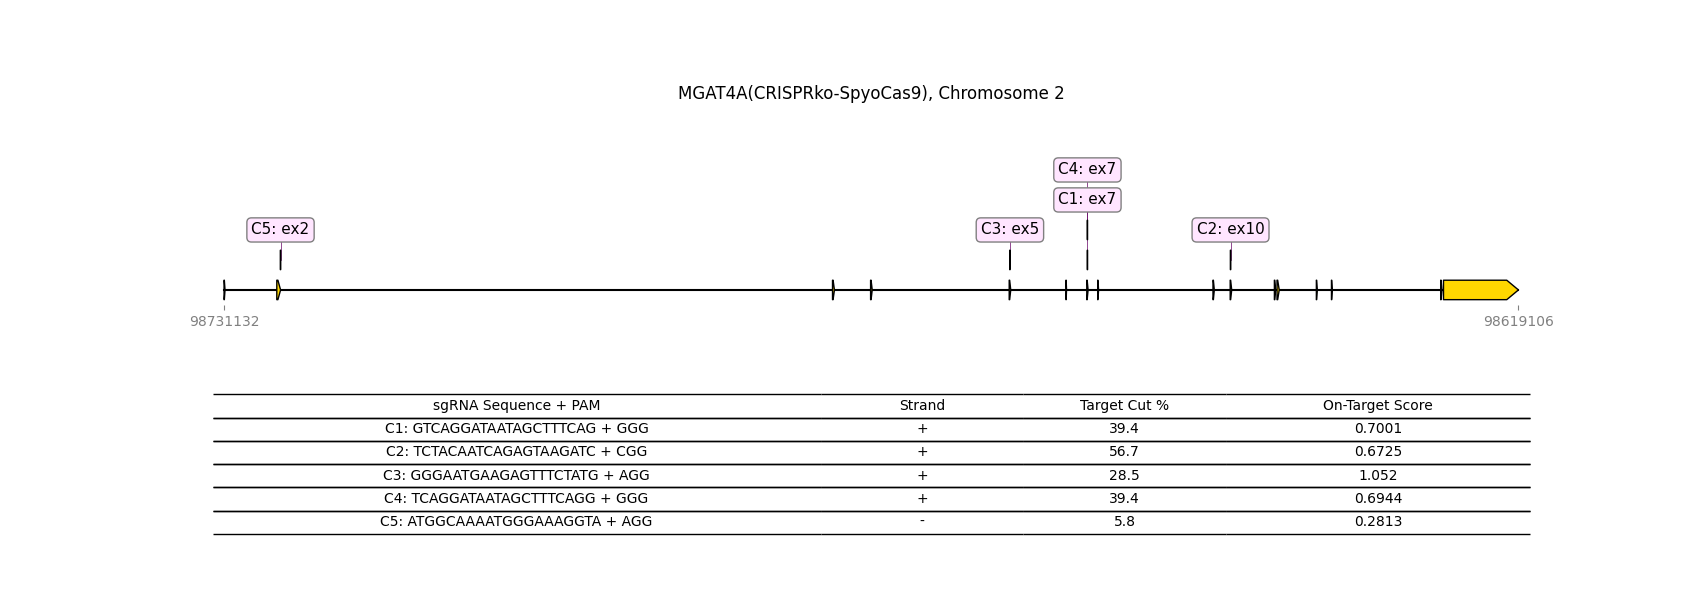 MGAT4A(CRISPRko-SpyoCas9), Chromosome 2
C4: ex7
C1: ex7
C5: ex2 C3: ex5 C2: ex10
98731132 98619106
sgRNA Sequence + PAM Strand Target Cut % On-Target Score
C1: GTCAGGATAATAGCTTTCAG + GGG + 39.4 0.7001
C2: TCTACAATCAGAGTAAGATC + CGG + 56.7 0.6725
C3: GGGAATGAAGAGTTTCTATG + AGG + 28.5 1.052
C4: TCAGGATAATAGCTTTCAGG + GGG + 39.4 0.6944
C5: ATGGCAAAATGGGAAAGGTA + AGG - 5.8 0.2813